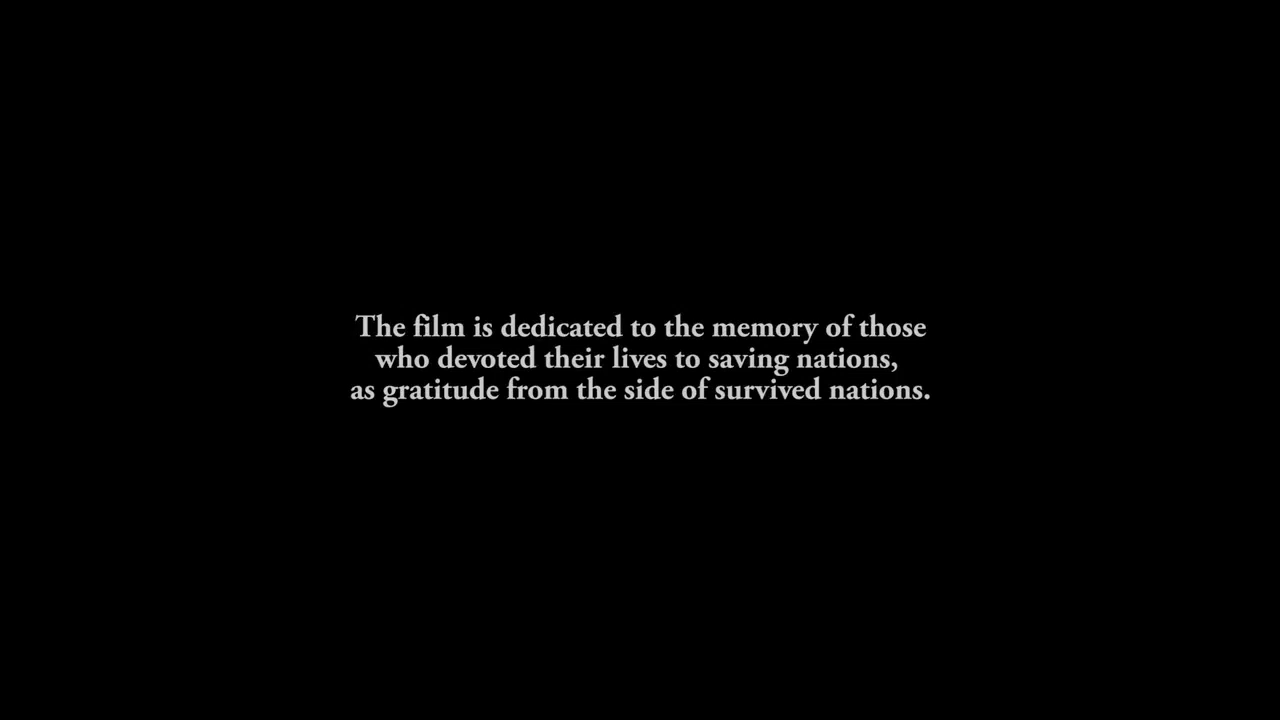 The film is dedicated to the memory of those
who devoted their lives to saving nations,
as gratitude from the side of survived nations.